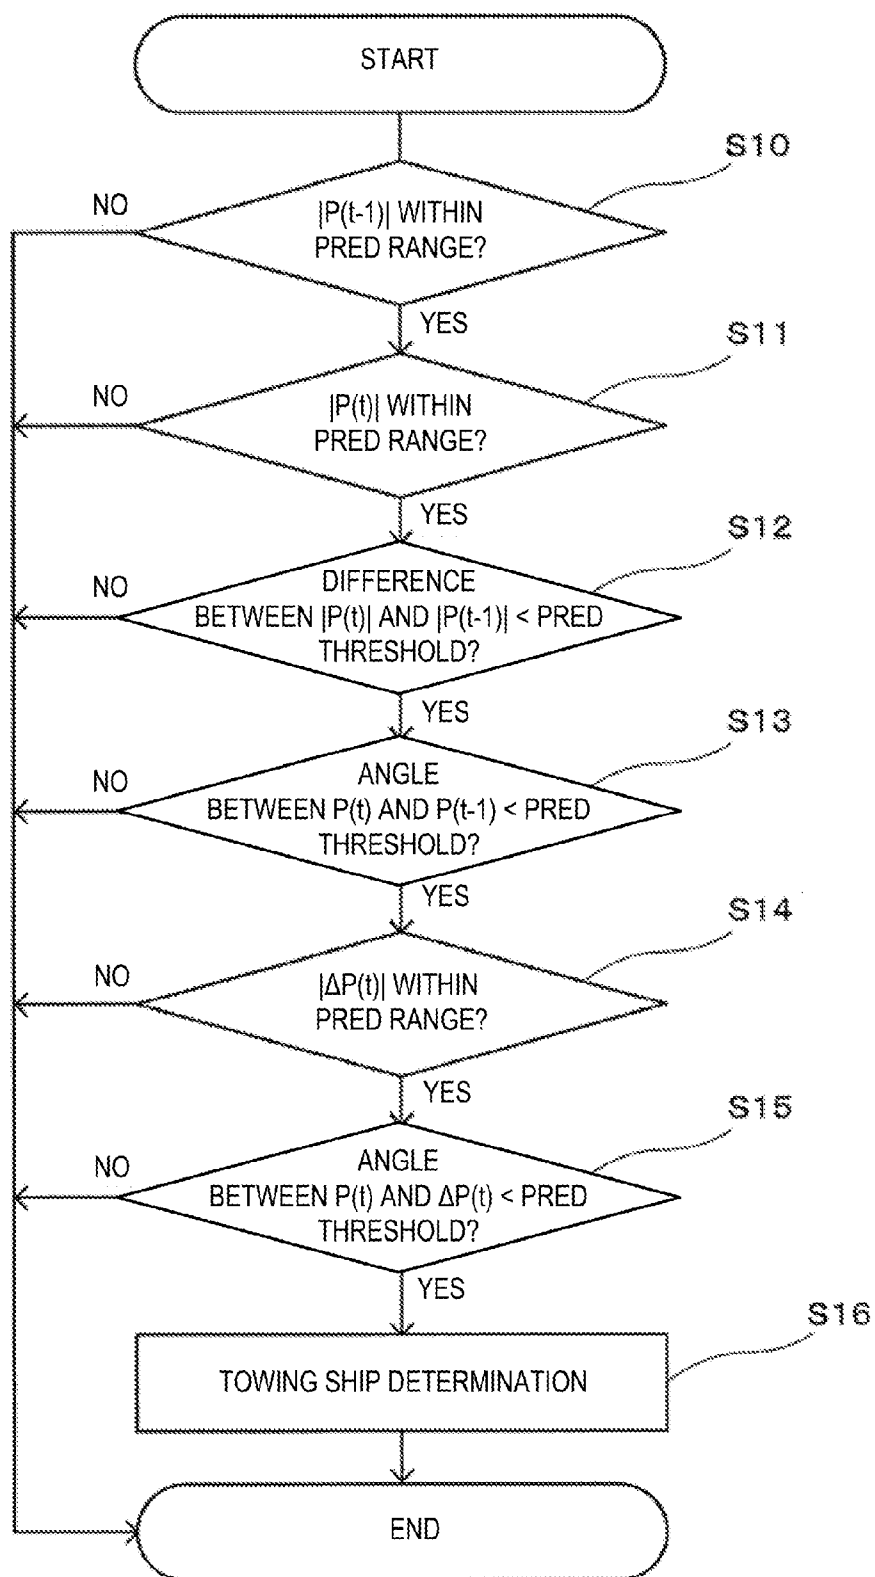 START
S10
NO
|P(t-1)| WITHIN
PRED RANGE?
YES
S11
NO
|P(t)| WITHIN
PRED RANGE?
YES
S12
NO
DIFFERENCE
BETWEEN |P(t)| AND |P(t-1)| < PRED
THRESHOLD?
YES
S13
NO
ANGLE
BETWEEN P(t) AND P(t-1) < PRED
THRESHOLD?
YES
S14
NO
|ΔP(t)| WITHIN
PRED RANGE?
YES
S15
NO
ANGLE
BETWEEN P(t) AND ΔP(t) < PRED
THRESHOLD?
YES
S16
TOWING SHIP DETERMINATION
END